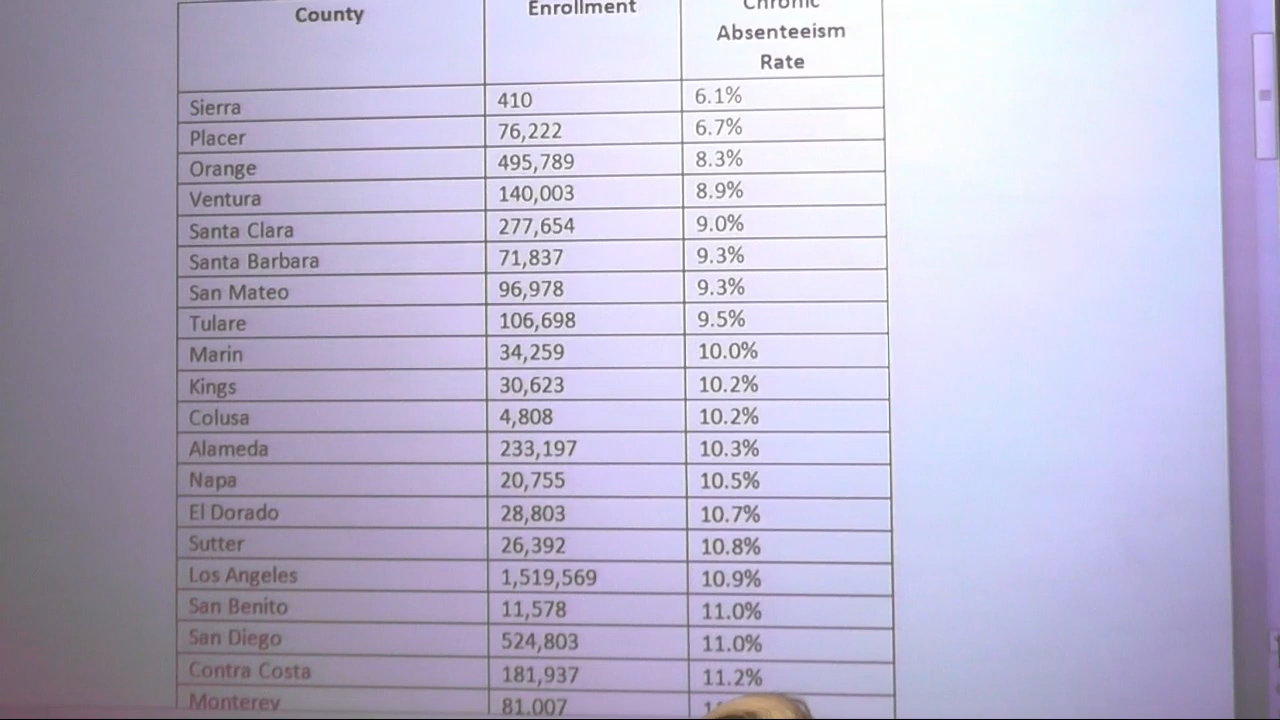 County Enrollment Chronic
Absenteeism
Rate
Sierra 410 6.1%
Placer 76,222 6.7%
Orange 495,789 8.3%
Ventura 140,003 8.9%
Santa Clara 277,654 9.0%
Santa Barbara 71,837 9.3%
San Mateo 96,978 9.3%
Tulare 106,698 9.5%
Marin 34,259 10.0%
Kings 30,623 10.2%
Colusa 4,808 10.2%
Alameda 233,197 10.3%
Napa 20,755 10.5%
El Dorado 28,803 10.7%
Sutter 26,392 10.8%
Los Angeles 1,519,569 10.9%
San Benito 11,578 11.0%
San Diego 524,803 11.0%
Contra Costa 181,937 11.2%
Monterey 81,007